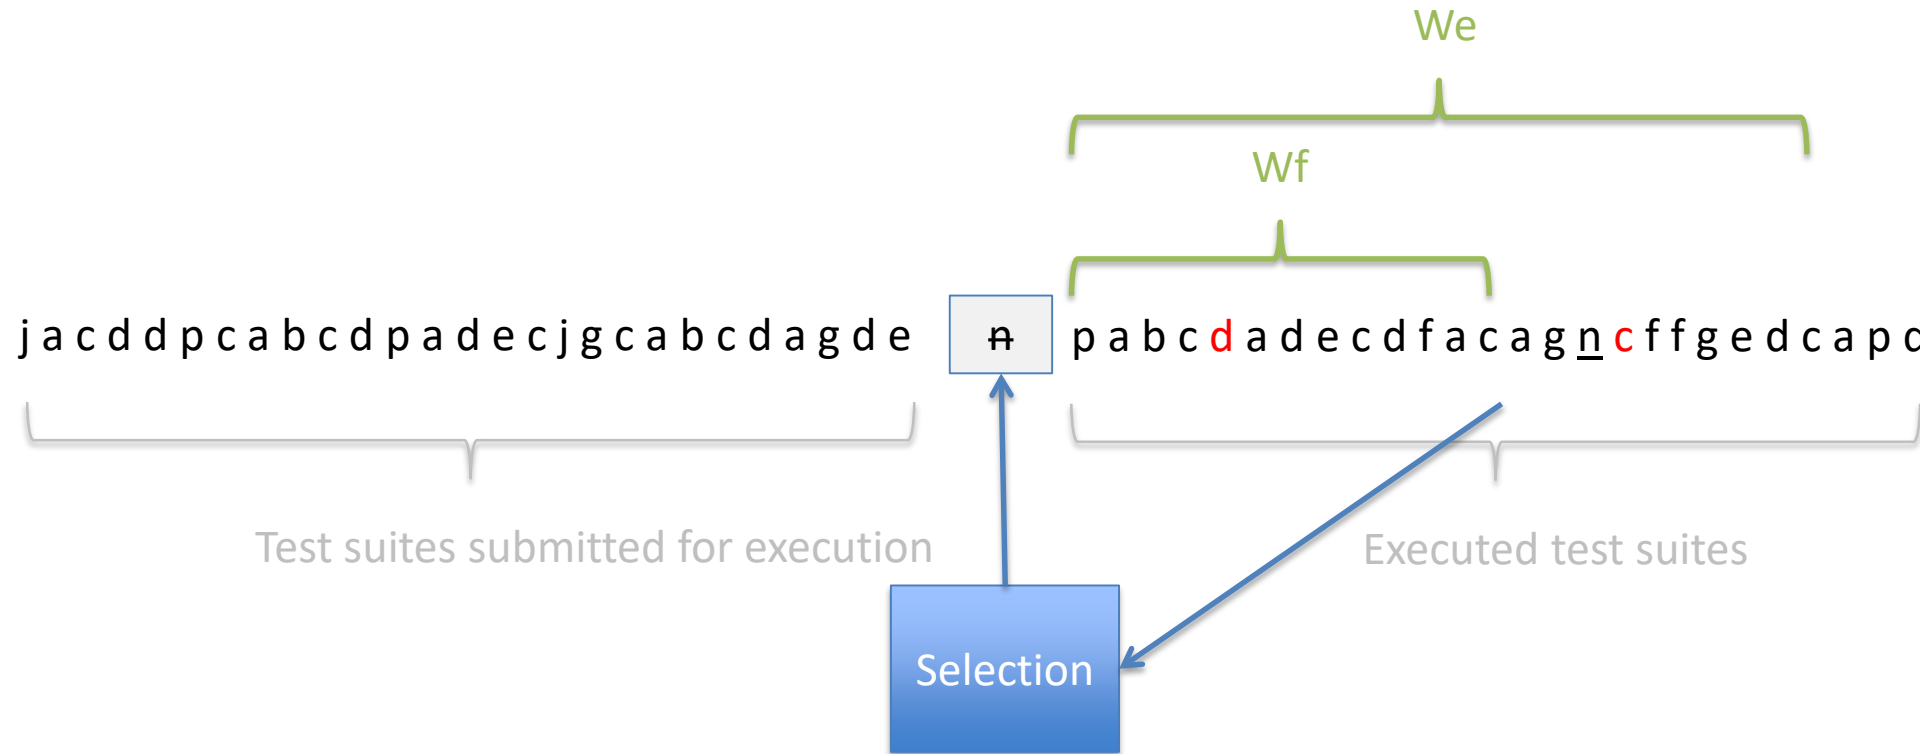 We
Wf
j a c d d p c a b c d p a d e c j g c a b c d a g d e n p a b c d a d e c d f a c a g n c f f g e d c a p
Test suites submitted for execution
Executed test suites
Selection